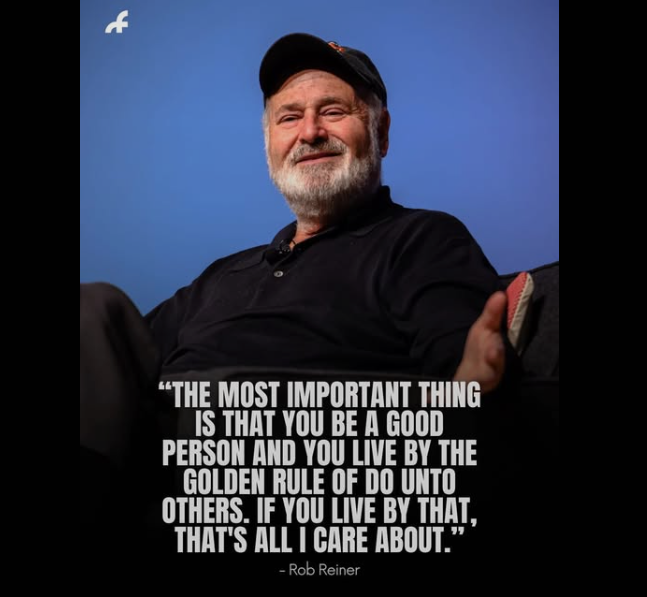 “THE MOST IMPORTANT THING
IS THAT YOU BE A GOOD
PERSON AND YOU LIVE BY THE
GOLDEN RULE OF DO UNTO
OTHERS. IF YOU LIVE BY THAT,
THAT'S ALL I CARE ABOUT.”
- Rob Reiner